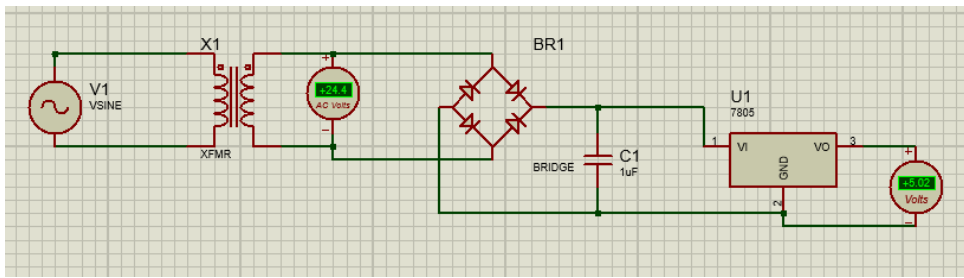 X1
BR1
V1
VSINE
+
+24.4
AC Volts
−
XFMR
BRIDGE
C1
1uF
U1
7805
1
VI
VO
3
GND
2
+
+5.02
Volts
−